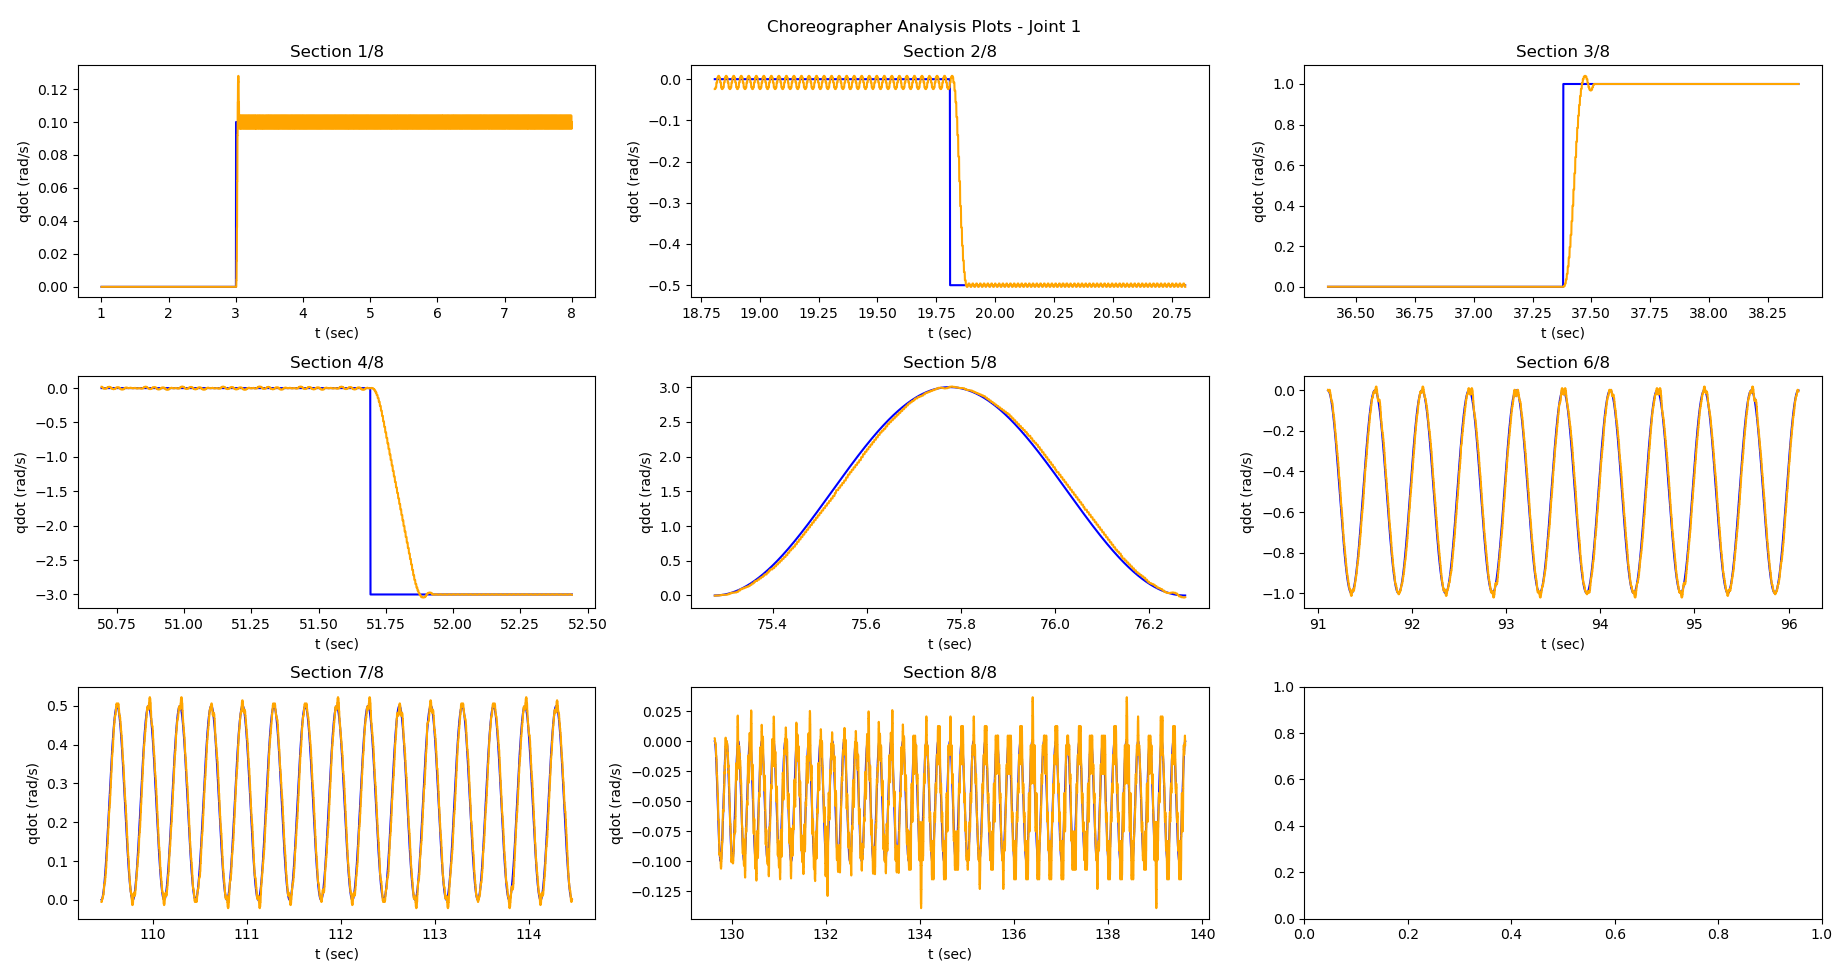 Choreographer Analysis Plots - Joint 1
Section 1/8
qdot (rad/s)
0.12
0.10
0.08
0.06
0.04
0.02
0.00
1 2 3 4 5 6 7 8
t (sec)
Section 2/8
qdot (rad/s)
0.0
−0.1
−0.2
−0.3
−0.4
−0.5
18.75 19.00 19.25 19.50 19.75 20.00 20.25 20.50 20.75
t (sec)
Section 3/8
qdot (rad/s)
1.0
0.8
0.6
0.4
0.2
0.0
36.50 36.75 37.00 37.25 37.50 37.75 38.00 38.25
t (sec)
Section 4/8
qdot (rad/s)
0.0
−0.5
−1.0
−1.5
−2.0
−2.5
−3.0
50.75 51.00 51.25 51.50 51.75 52.00 52.25 52.50
t (sec)
Section 5/8
qdot (rad/s)
3.0
2.5
2.0
1.5
1.0
0.5
0.0
75.4 75.6 75.8 76.0 76.2
t (sec)
Section 6/8
qdot (rad/s)
0.0
−0.2
−0.4
−0.6
−0.8
−1.0
91 92 93 94 95 96
t (sec)
Section 7/8
qdot (rad/s)
0.5
0.4
0.3
0.2
0.1
0.0
110 111 112 113 114
t (sec)
Section 8/8
qdot (rad/s)
0.025
0.000
−0.025
−0.050
−0.075
−0.100
−0.125
130 132 134 136 138 140
t (sec)
1.0
0.8
0.6
0.4
0.2
0.0
0.0 0.2 0.4 0.6 0.8 1.0